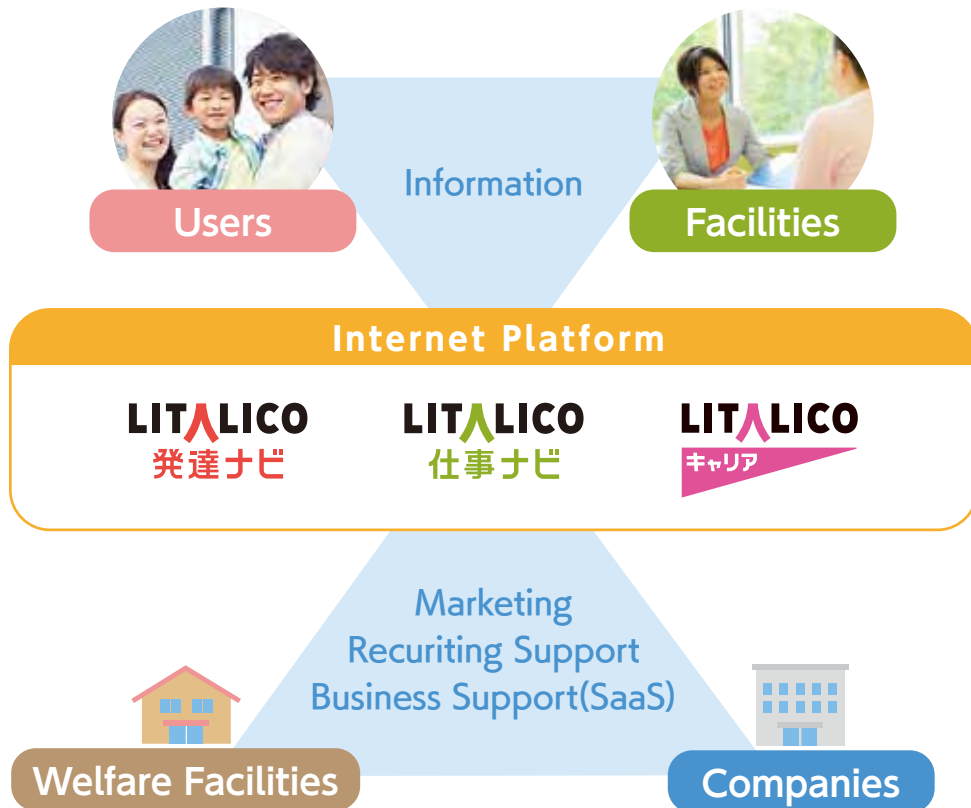 Information
Users
Facilities
Internet Platform
LITALICO
発達ナビ
LITALICO
仕事ナビ
LITALICO
キャリア
Marketing
Recuriting Support
Business Support(SaaS)
Welfare Facilities
Companies